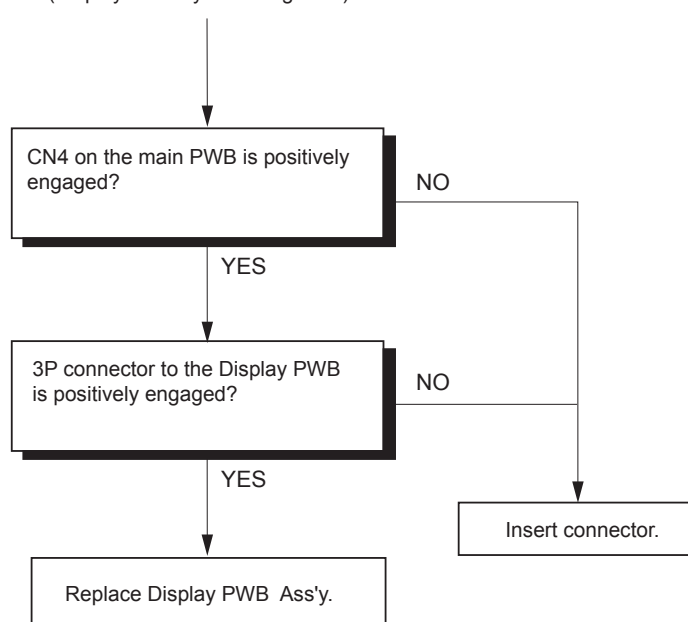 CN4 on the main PWB is positively
engaged?
NO
YES
3P connector to the Display PWB
is positively engaged?
NO
YES
Insert connector.
Replace Display PWB Ass'y.